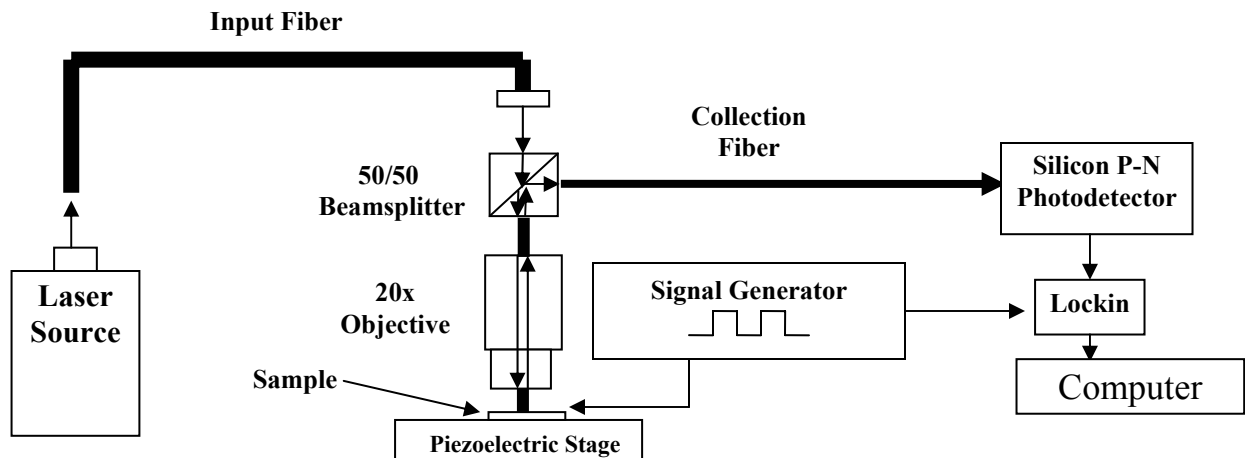 Input Fiber
Collection
Fiber
50/50
Beamsplitter
Silicon P-N
Photodetector
Laser
Source
20x
Objective
Signal Generator
Lockin
Sample
Computer
Piezoelectric Stage